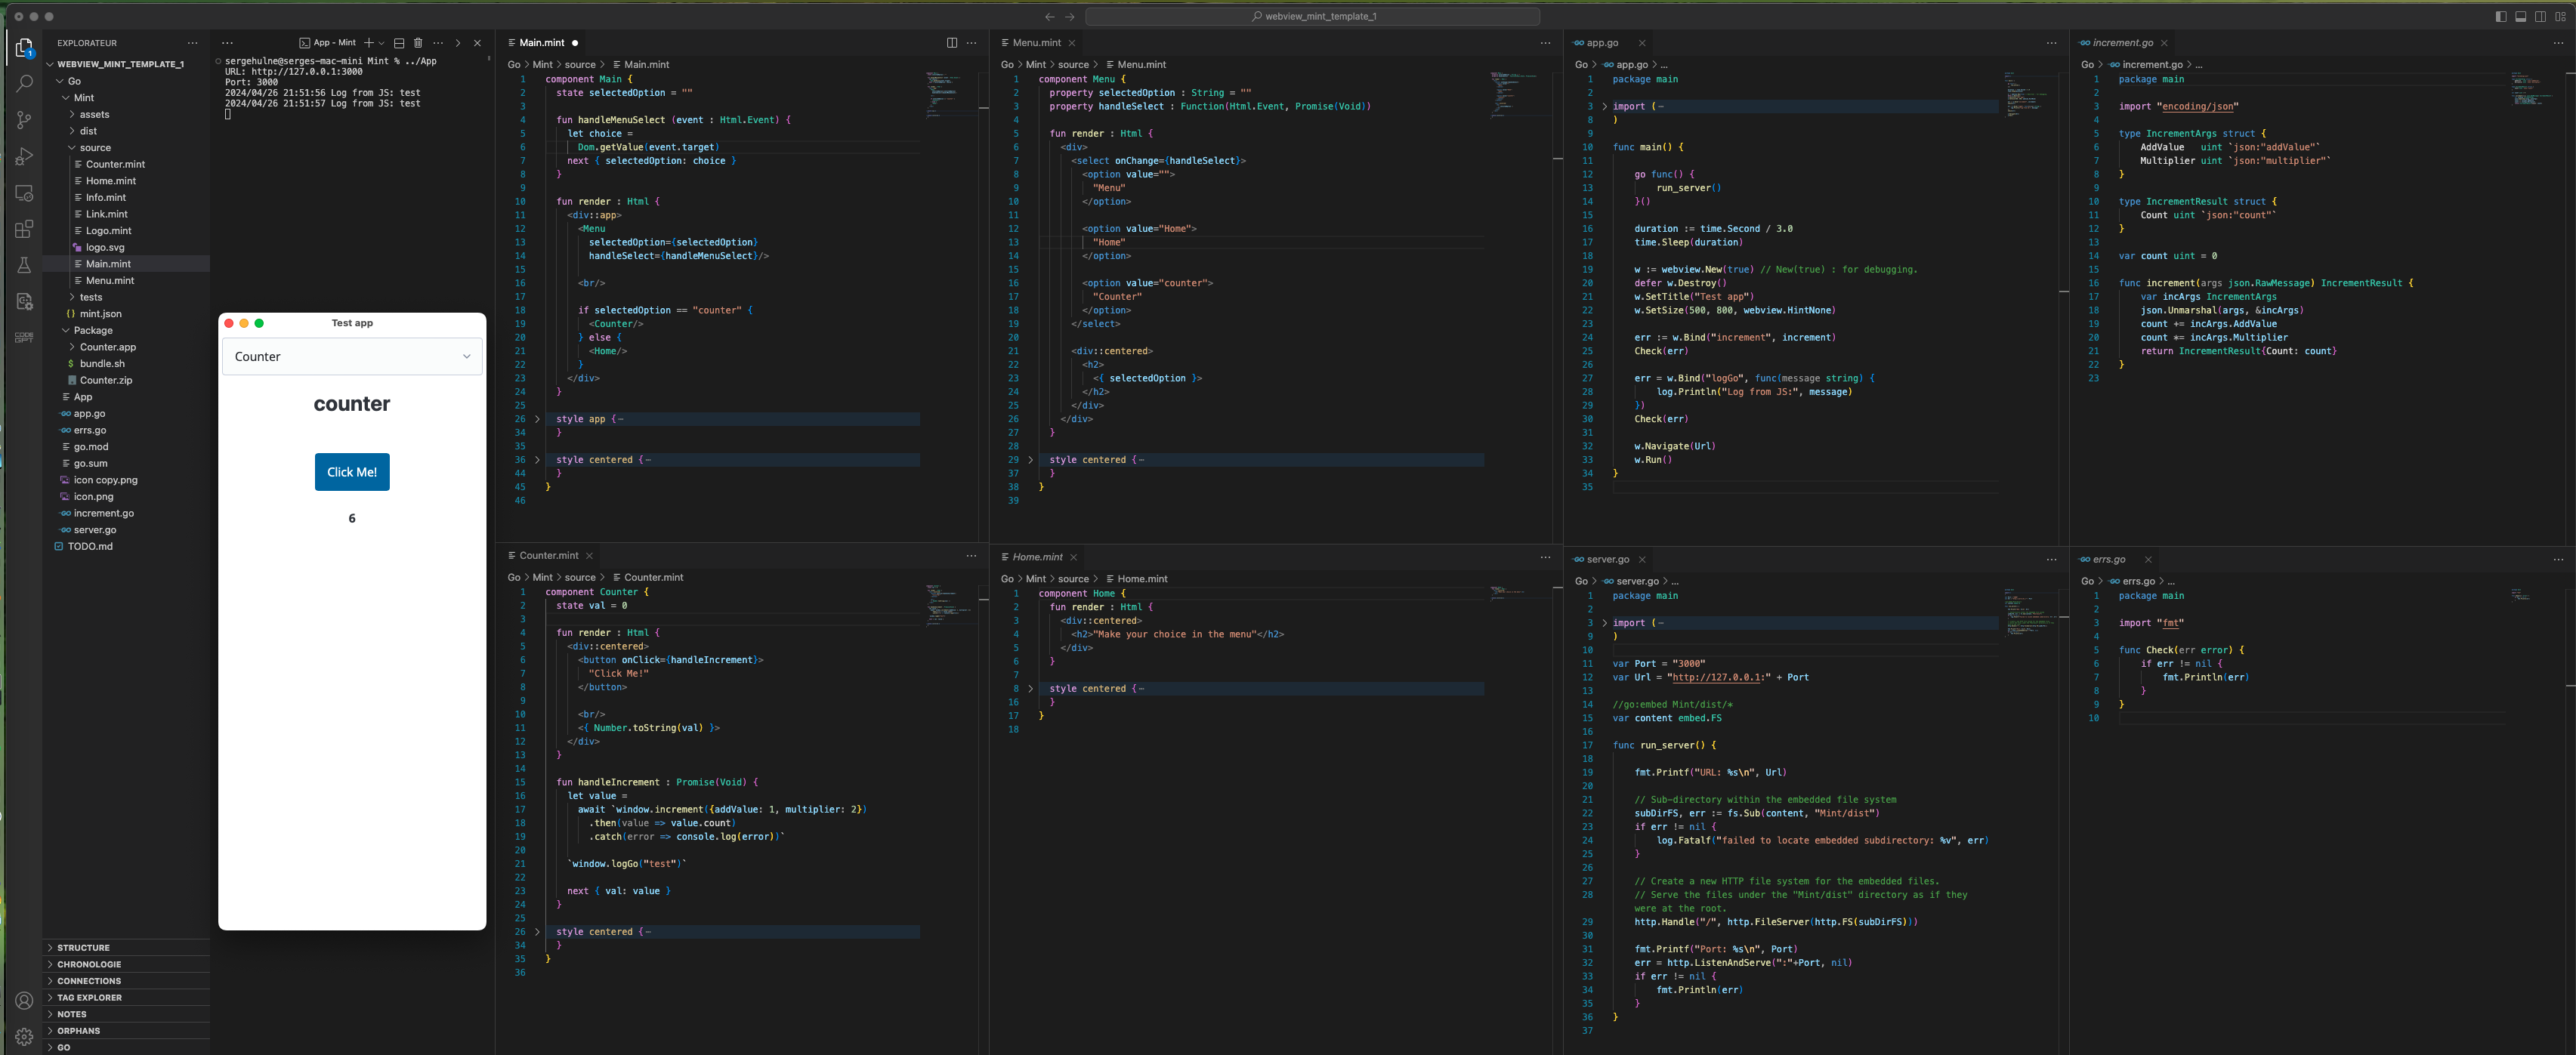 webview_mint_template_1
EXPLORATEUR
WEBVIEW_MINT_TEMPLATE_1
Go
Mint
assets
dist
source
Counter.mint
Home.mint
Info.mint
Link.mint
Logo.mint
logo.svg
Main.mint
Menu.mint
tests
{} mint.json
Package
Counter.app
$ bundle.sh
Counter.zip
App
app.go
errs.go
go.mod
go.sum
icon copy.png
icon.png
increment.go
server.go
TODO.md
STRUCTURE
CHRONOLOGIE
CONNECTIONS
TAG EXPLORER
NOTES
ORPHANS
GO
App - Mint
sergehulne@serges-mac-mini Mint % ../App
URL: http://127.0.0.1:3000
Port: 3000
2024/04/26 21:51:56 Log from JS: test
2024/04/26 21:51:57 Log from JS: test
Test app
Counter
counter
Click Me!
6
Main.mint
Go > Mint > source > Main.mint
1 component Main {
2 state selectedOption = ""
3
4 fun handleMenuSelect (event : Html.Event) {
5 let choice =
6 Dom.getValue(event.target)
7 next { selectedOption: choice }
8 }
9
10 fun render : Html {
11 <div::app>
12 <Menu
13 selectedOption={selectedOption}
14 handleSelect={handleMenuSelect}/>
15
16 <br/>
17
18 if selectedOption == "counter" {
19 <Counter/>
20 } else {
21 <Home/>
22 }
23 </div>
24 }
25
26 style app {
34 }
35
36 style centered {
44 }
45 }
46
Counter.mint
Go > Mint > source > Counter.mint
1 component Counter {
2 state val = 0
3
4 fun render : Html {
5 <div::centered>
6 <button onClick={handleIncrement}>
7 "Click Me!"
8 </button>
9
10 <br/>
11 <{ Number.toString(val) }>
12 </div>
13 }
14
15 fun handleIncrement : Promise(Void) {
16 let value =
17 await `window.increment({addValue: 1, multiplier: 2})
18 .then(value => value.count)
19 .catch(error => console.log(error))`
20
21 `window.logGo("test")`
22
23 next { val: value }
24 }
25
26 style centered {
34 }
35 }
36
Menu.mint
Go > Mint > source > Menu.mint
1 component Menu {
2 property selectedOption : String = ""
3 property handleSelect : Function(Html.Event, Promise(Void))
4
5 fun render : Html {
6 <div>
7 <select onChange={handleSelect}>
8 <option value="">
9 "Menu"
10 </option>
11
12 <option value="Home">
13 "Home"
14 </option>
15
16 <option value="counter">
17 "Counter"
18 </option>
19 </select>
20
21 <div::centered>
22 <h2>
23 <{ selectedOption }>
24 </h2>
25 </div>
26 </div>
27 }
28
29 style centered {
37 }
38 }
39
Home.mint
Go > Mint > source > Home.mint
1 component Home {
2 fun render : Html {
3 <div::centered>
4 <h2>"Make your choice in the menu"</h2>
5 </div>
6 }
7
8 style centered {
16 }
17 }
18
app.go
Go > app.go > ...
1 package main
2
3 import (
8 )
9
10 func main() {
11
12 go func() {
13 run_server()
14 }()
15
16 duration := time.Second / 3.0
17 time.Sleep(duration)
18
19 w := webview.New(true) // New(true) : for debugging.
20 defer w.Destroy()
21 w.SetTitle("Test app")
22 w.SetSize(500, 800, webview.HintNone)
23
24 err := w.Bind("increment", increment)
25 Check(err)
26
27 err = w.Bind("logGo", func(message string) {
28 log.Println("Log from JS:", message)
29 })
30 Check(err)
31
32 w.Navigate(Url)
33 w.Run()
34 }
35
server.go
Go > server.go > ...
1 package main
2
3 import (
9 )
10
11 var Port = "3000"
12 var Url = "http://127.0.0.1:" + Port
13
14 //go:embed Mint/dist/*
15 var content embed.FS
16
17 func run_server() {
18
19 fmt.Printf("URL: %s\n", Url)
20
21 // Sub-directory within the embedded file system
22 subDirFS, err := fs.Sub(content, "Mint/dist")
23 if err != nil {
24 log.Fatalf("failed to locate embedded subdirectory: %v", err)
25 }
26
27 // Create a new HTTP file system for the embedded files.
28 // Serve the files under the "Mint/dist" directory as if they
were at the root.
29 http.Handle("/", http.FileServer(http.FS(subDirFS)))
30
31 fmt.Printf("Port: %s\n", Port)
32 err = http.ListenAndServe(":"+Port, nil)
33 if err != nil {
34 fmt.Println(err)
35 }
36 }
37
increment.go
Go > increment.go > ...
1 package main
2
3 import "encoding/json"
4
5 type IncrementArgs struct {
6 AddValue uint `json:"addValue"`
7 Multiplier uint `json:"multiplier"`
8 }
9
10 type IncrementResult struct {
11 Count uint `json:"count"`
12 }
13
14 var count uint = 0
15
16 func increment(args json.RawMessage) IncrementResult {
17 var incArgs IncrementArgs
18 json.Unmarshal(args, &incArgs)
19 count += incArgs.AddValue
20 count *= incArgs.Multiplier
21 return IncrementResult{Count: count}
22 }
23
errs.go
Go > errs.go > ...
1 package main
2
3 import "fmt"
4
5 func Check(err error) {
6 if err != nil {
7 fmt.Println(err)
8 }
9 }
10